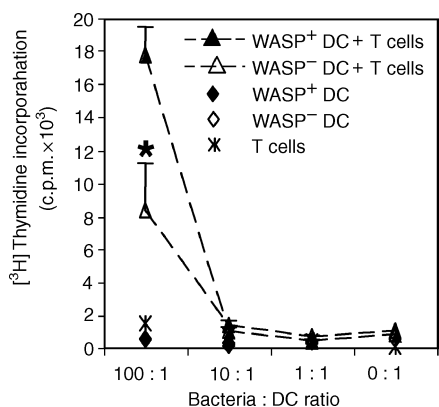 [³H] Thymidine incorporahation
(c.p.m.×10³)
20
18
16
14
12
10
8
6
4
2
0
WASP⁺ DC + T cells
WASP⁻ DC + T cells
WASP⁺ DC
WASP⁻ DC
T cells
100 : 1
10 : 1
1 : 1
0 : 1
Bacteria : DC ratio